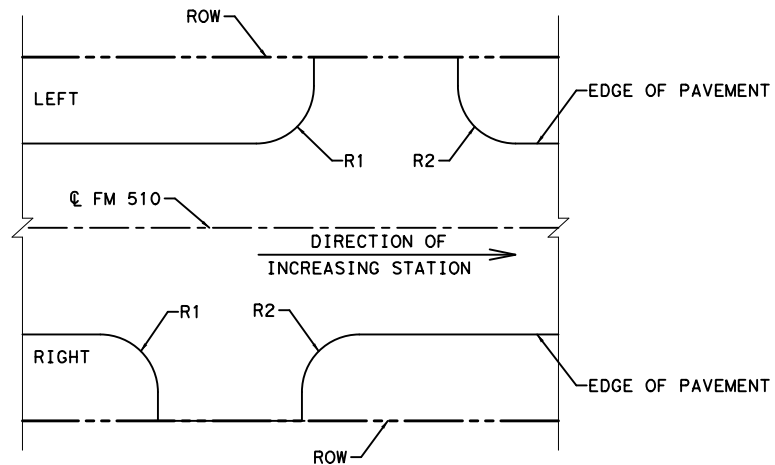 ROW
LEFT
EDGE OF PAVEMENT
R1
R2
℄ FM 510
DIRECTION OF
INCREASING STATION
R1
R2
RIGHT
EDGE OF PAVEMENT
ROW